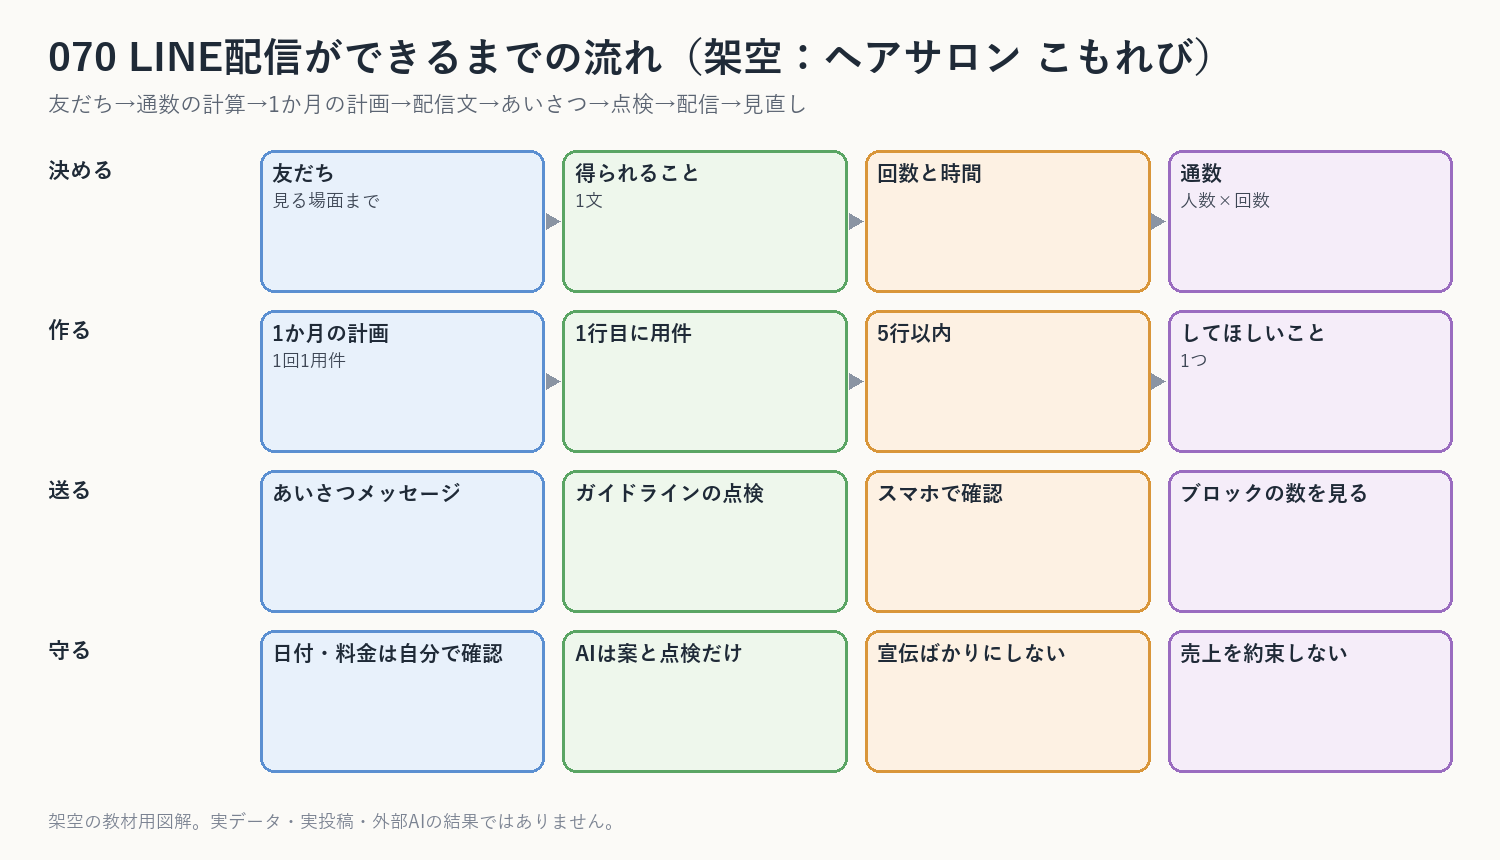 070 LINE配信ができるまでの流れ（架空：ヘアサロン こもれび）
友だち→通数の計算→1か月の計画→配信文→あいさつ→点検→配信→見直し
決める
友だち
見る場面まで
得られること
1文
回数と時間
通数
人数×回数
作る
1か月の計画
1回1用件
1行目に用件
5行以内
してほしいこと
1つ
送る
あいさつメッセージ
ガイドラインの点検
スマホで確認
ブロックの数を見る
守る
日付・料金は自分で確認
AIは案と点検だけ
宣伝ばかりにしない
売上を約束しない
架空の教材用図解。実データ・実投稿・外部AIの結果ではありません。